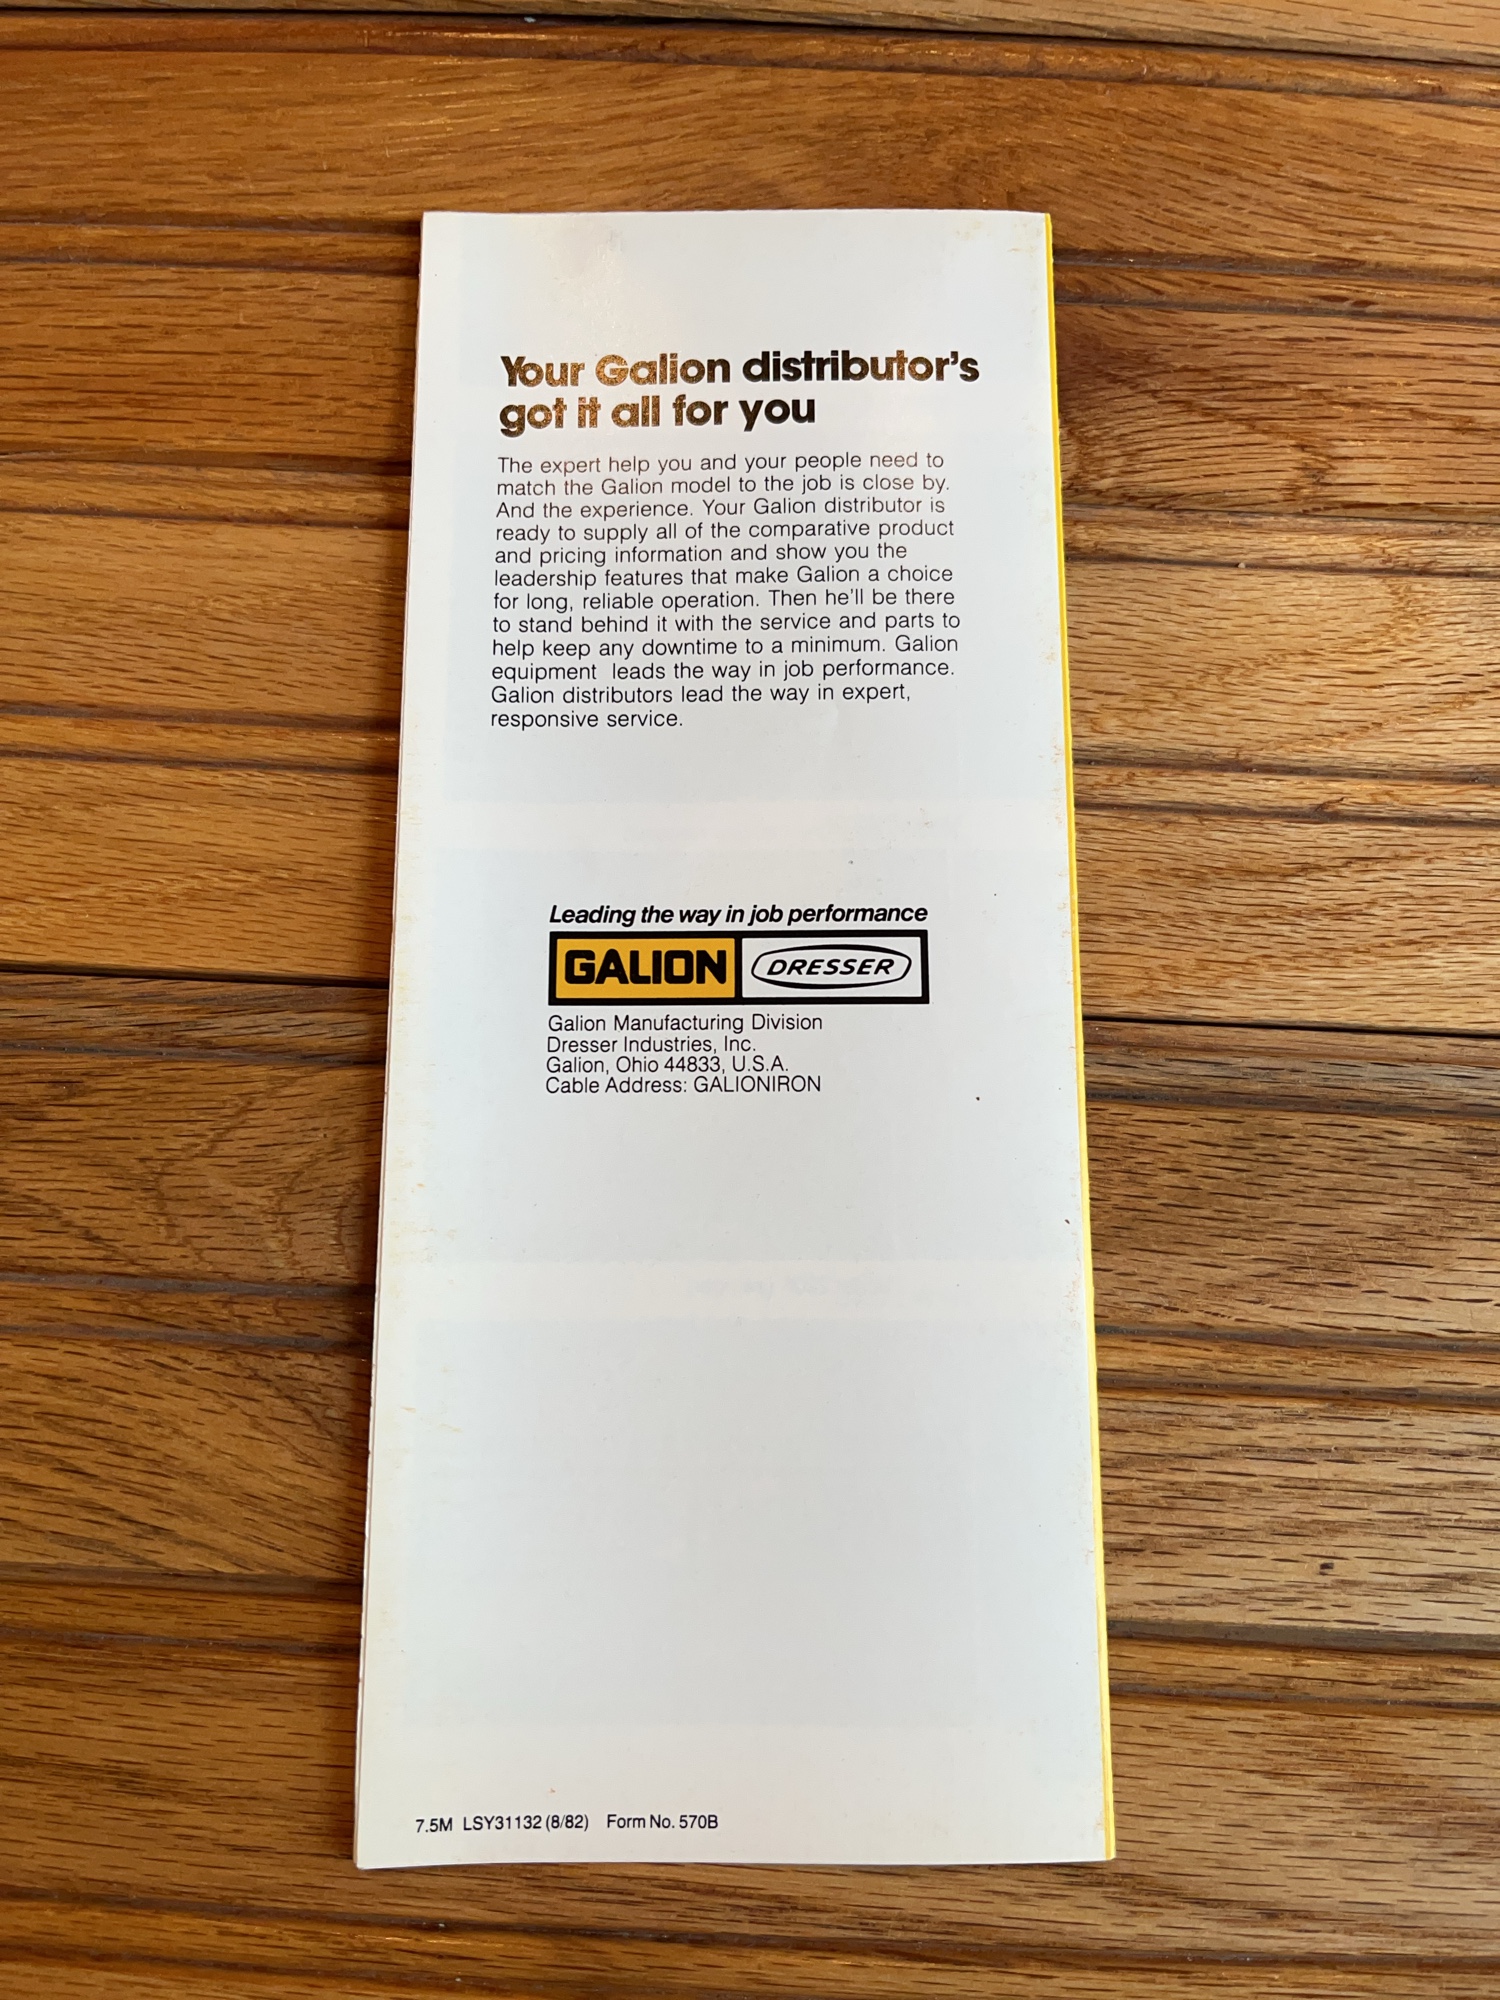 Your Galion distributor's
got it all for you
The expert help you and your people need to
match the Galion model to the job is close by.
And the experience. Your Galion distributor is
ready to supply all of the comparative product
and pricing information and show you the
leadership features that make Galion a choice
for long, reliable operation. Then he'll be there
to stand behind it with the service and parts to
help keep any downtime to a minimum. Galion
equipment leads the way in job performance.
Galion distributors lead the way in expert,
responsive service.
Leading the way in job performance
GALION DRESSER
Galion Manufacturing Division
Dresser Industries, Inc.
Galion, Ohio 44833, U.S.A.
Cable Address: GALIONIRON
7.5M LSY31132 (8/82) Form No. 570B